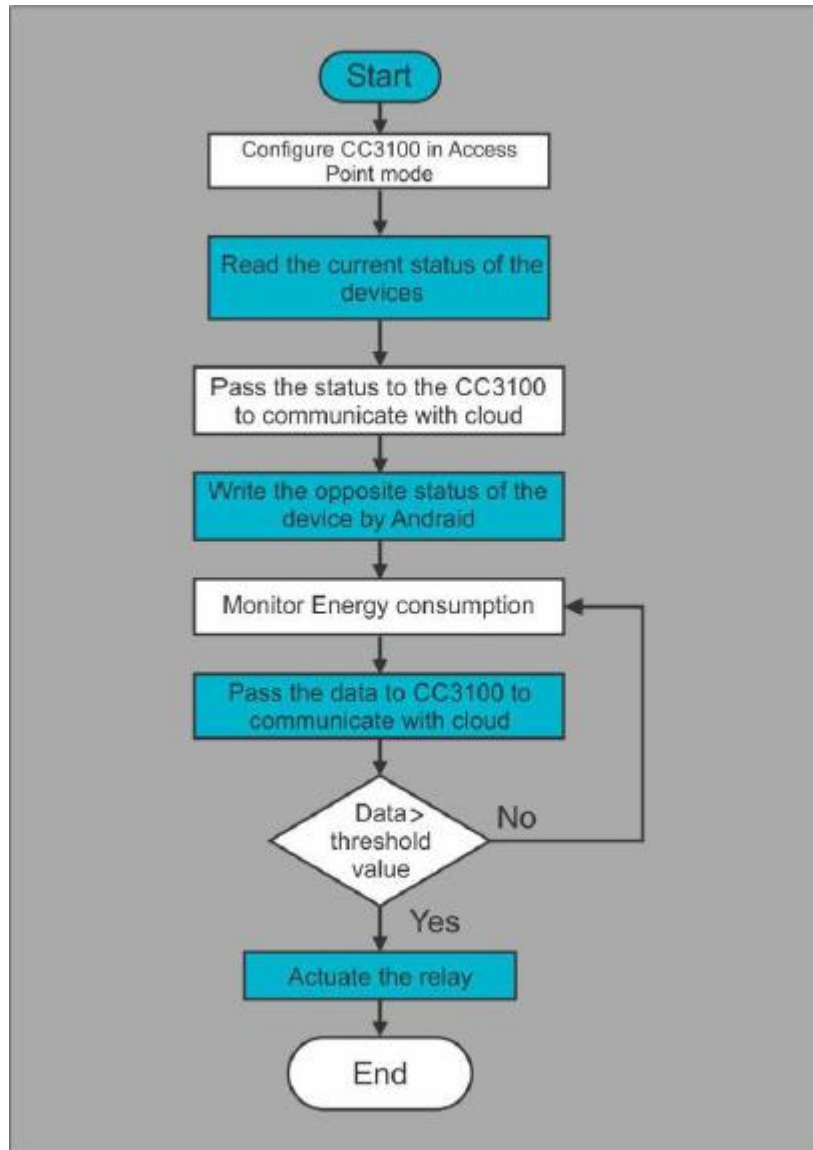 Start
Configure CC3100 in Access
Point mode
Read the current status of the
devices
Pass the status to the CC3100
to communicate with cloud
Write the opposite status of the
device by Andraid
Monitor Energy consumption
Pass the data to CC3100 to
communicate with cloud
Data>
threshold
value
No
Yes
Actuate the relay
End